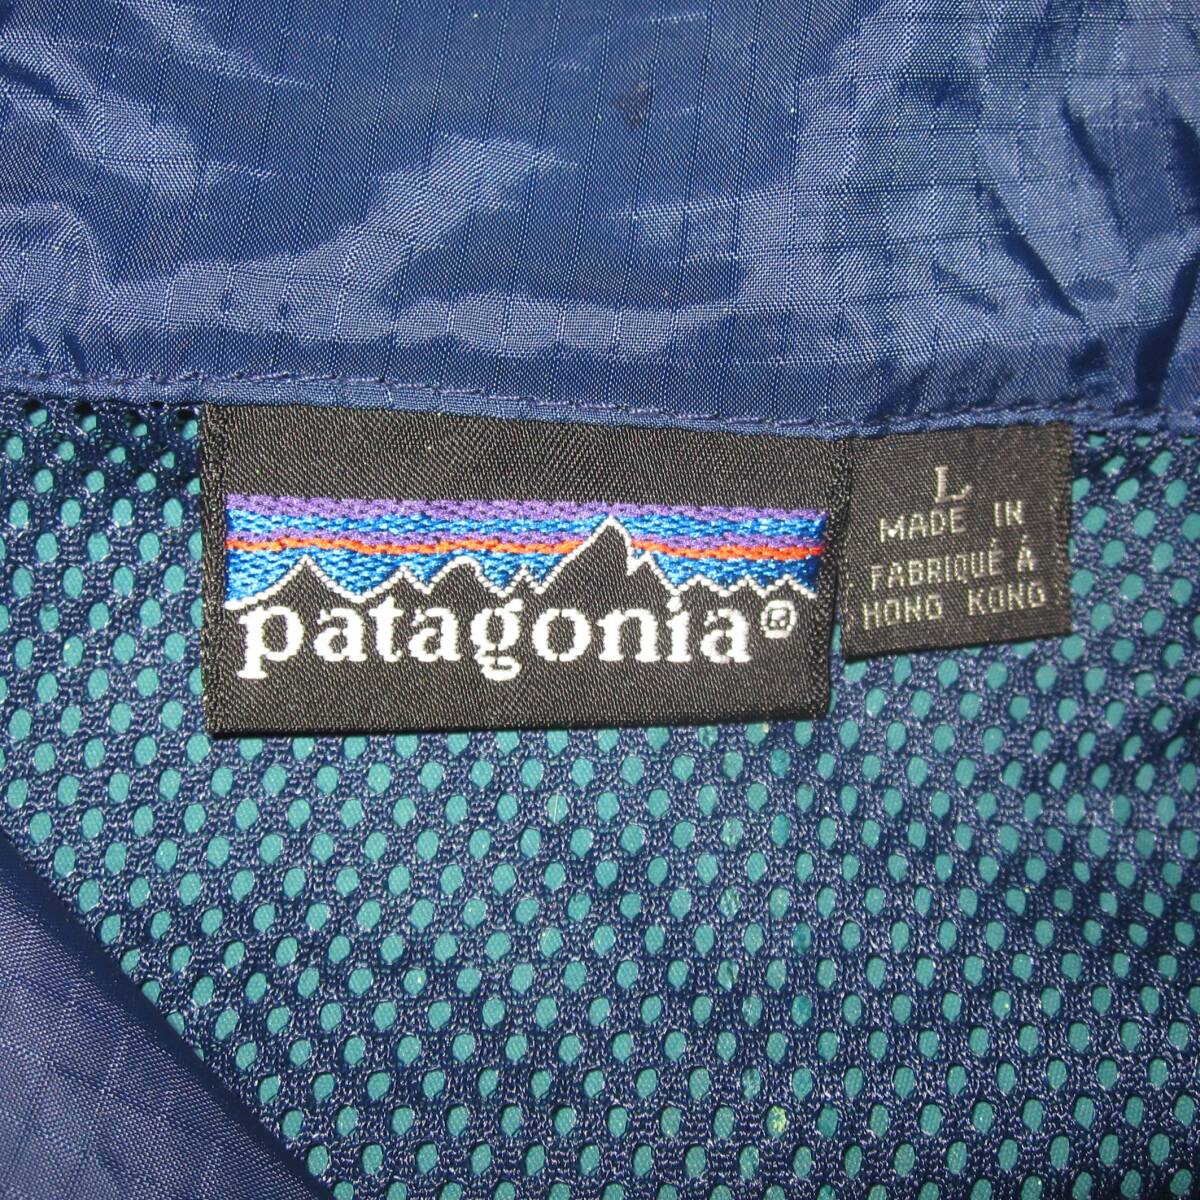 patagonia®
L
MADE IN
FABRIQUÉ Á
HONG KONG